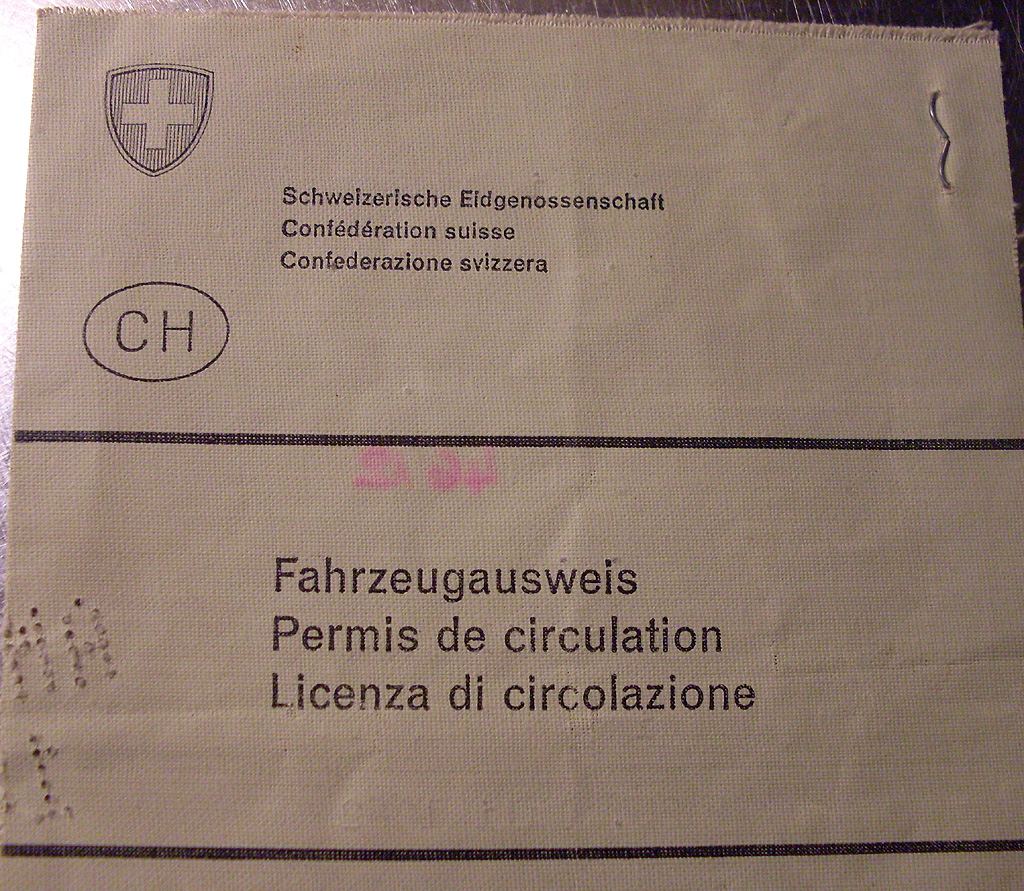 Schweizerische Eidgenossenschaft
Confédération suisse
Confederazione svizzera
CH
Fahrzeugausweis
Permis de circulation
Licenza di circolazione